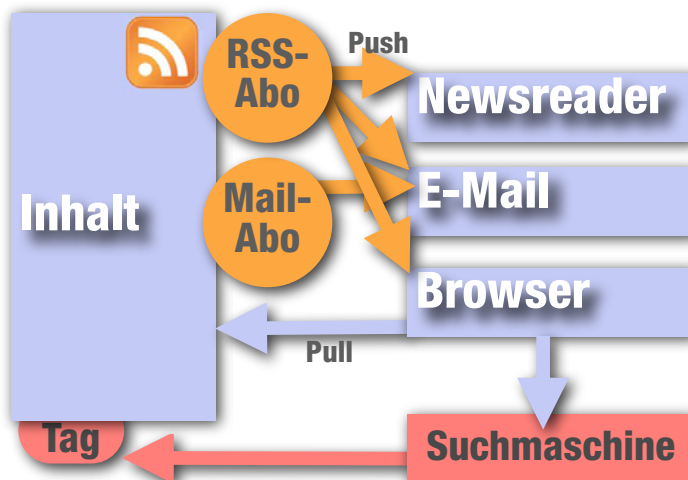 RSS-
Abo
Push
Newsreader
Inhalt
Mail-
Abo
E-Mail
Browser
Pull
Tag
Suchmaschine